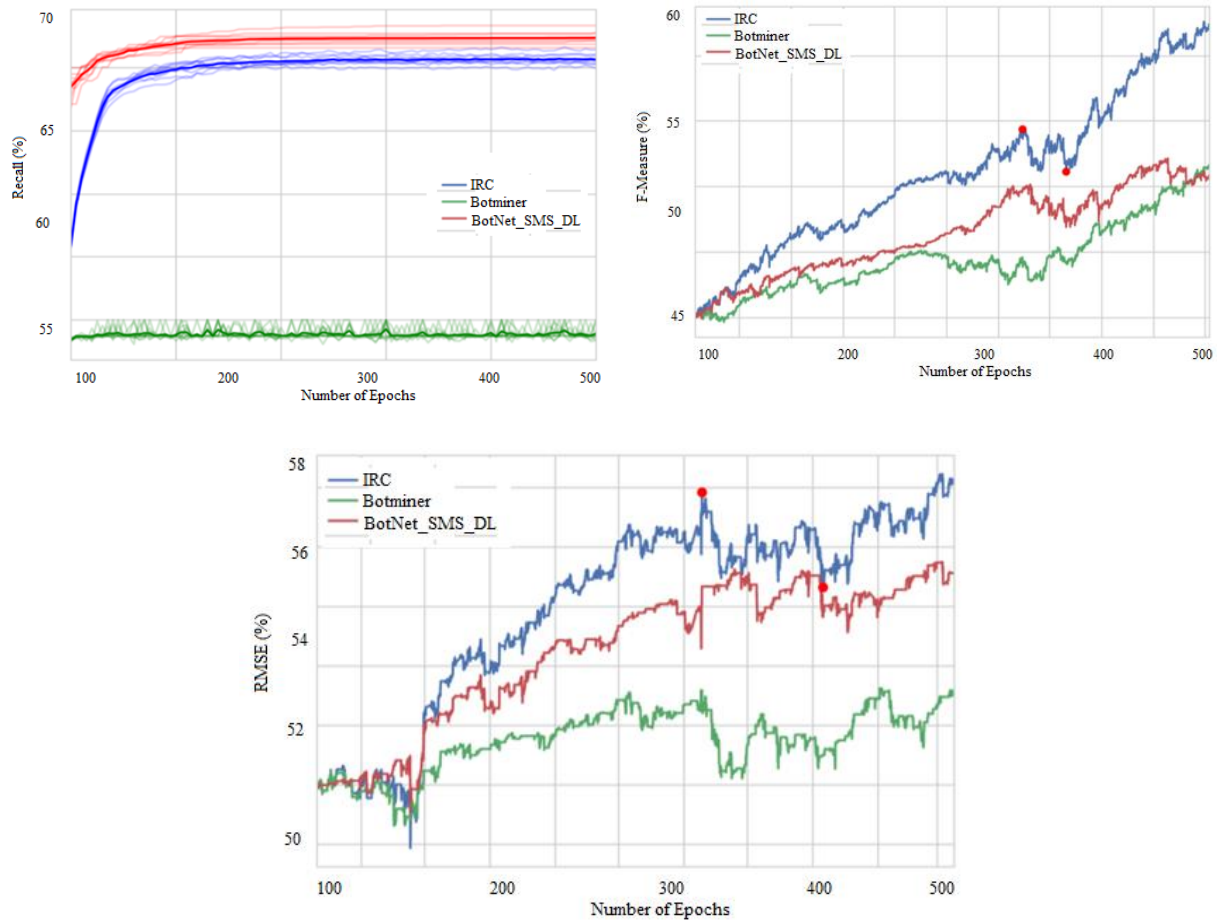 70
65
60
55
Recall (%)
IRC
Botminer
BotNet_SMS_DL
100 200 300 400 500
Number of Epochs
60
55
50
45
F-Measure (%)
IRC
Botminer
BotNet_SMS_DL
100 200 300 400 500
Number of Epochs
58
56
54
52
50
RMSE (%)
IRC
Botminer
BotNet_SMS_DL
100 200 300 400 500
Number of Epochs